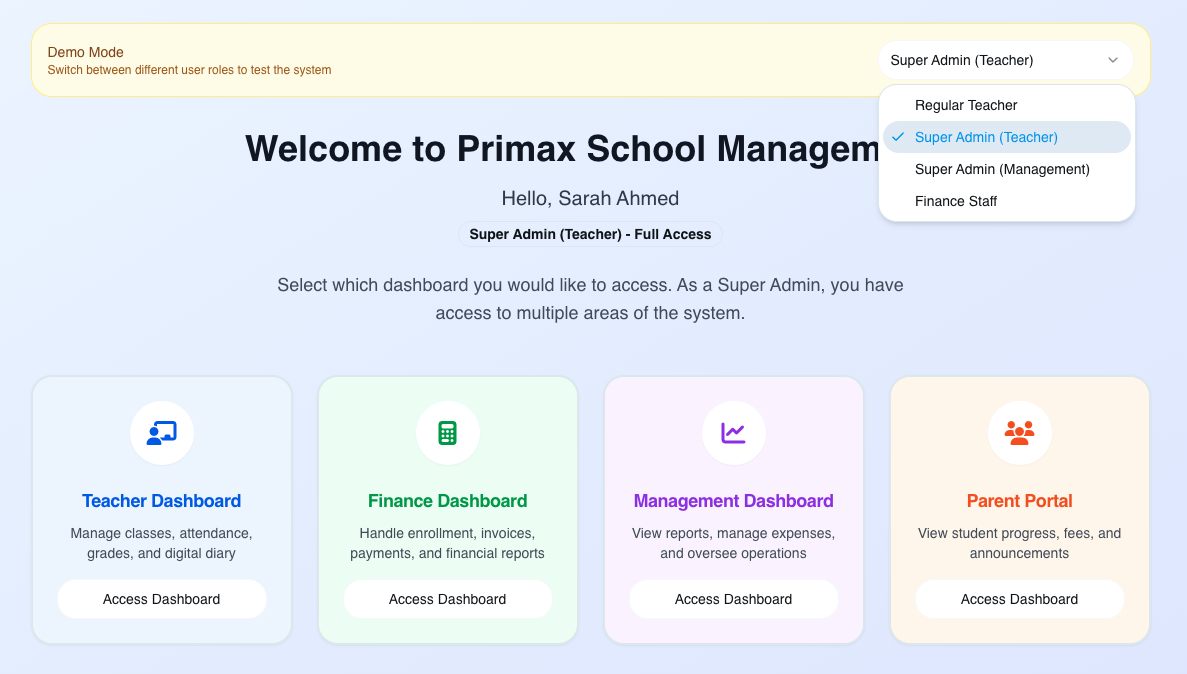 Demo Mode
Switch between different user roles to test the system
Super Admin (Teacher)
Regular Teacher
Super Admin (Teacher)
Super Admin (Management)
Finance Staff
Welcome to Primax School Managem
Hello, Sarah Ahmed
Super Admin (Teacher) - Full Access
Select which dashboard you would like to access. As a Super Admin, you have
access to multiple areas of the system.
Teacher Dashboard
Manage classes, attendance,
grades, and digital diary
Access Dashboard
Finance Dashboard
Handle enrollment, invoices,
payments, and financial reports
Access Dashboard
Management Dashboard
View reports, manage expenses,
and oversee operations
Access Dashboard
Parent Portal
View student progress, fees, and
announcements
Access Dashboard